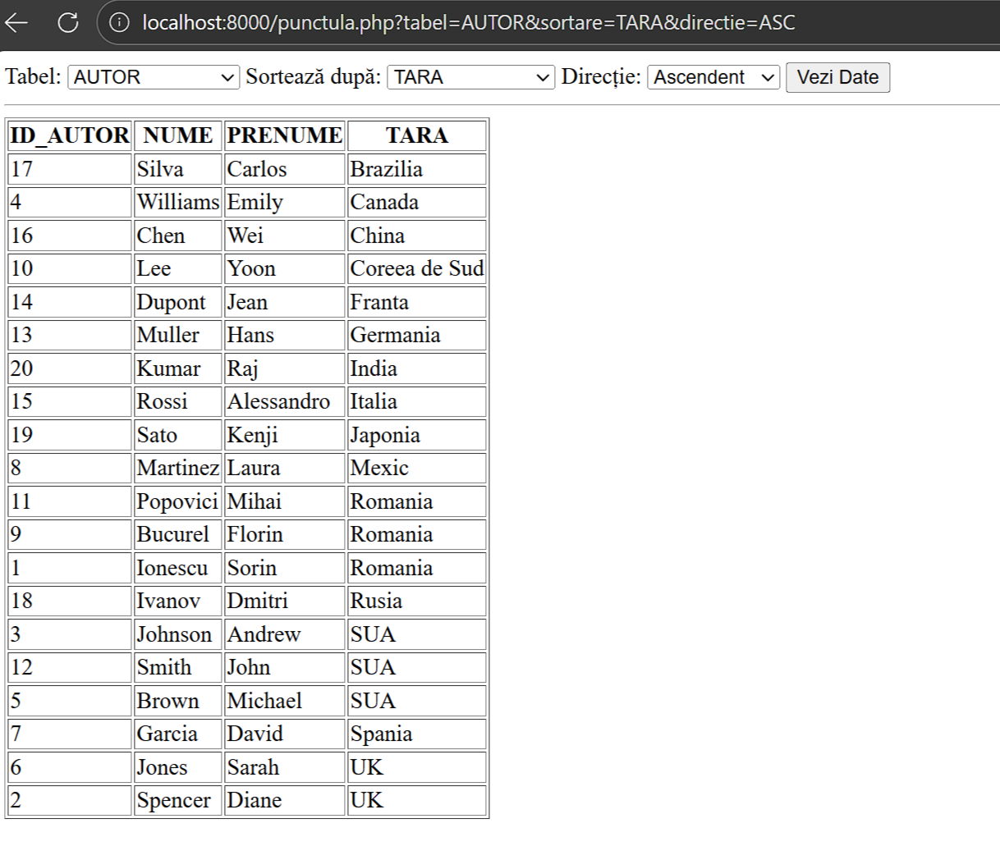 localhost:8000/punctula.php?tabel=AUTOR&sortare=TARA&directie=ASC
Tabel: AUTOR Sortează după: TARA Direcție: Ascendent Vezi Date
ID_AUTOR NUME PRENUME TARA
17 Silva Carlos Brazilia
4 Williams Emily Canada
16 Chen Wei China
10 Lee Yoon Coreea de Sud
14 Dupont Jean Franta
13 Muller Hans Germania
20 Kumar Raj India
15 Rossi Alessandro Italia
19 Sato Kenji Japonia
8 Martinez Laura Mexic
11 Popovici Mihai Romania
9 Bucurel Florin Romania
1 Ionescu Sorin Romania
18 Ivanov Dmitri Rusia
3 Johnson Andrew SUA
12 Smith John SUA
5 Brown Michael SUA
7 Garcia David Spania
6 Jones Sarah UK
2 Spencer Diane UK